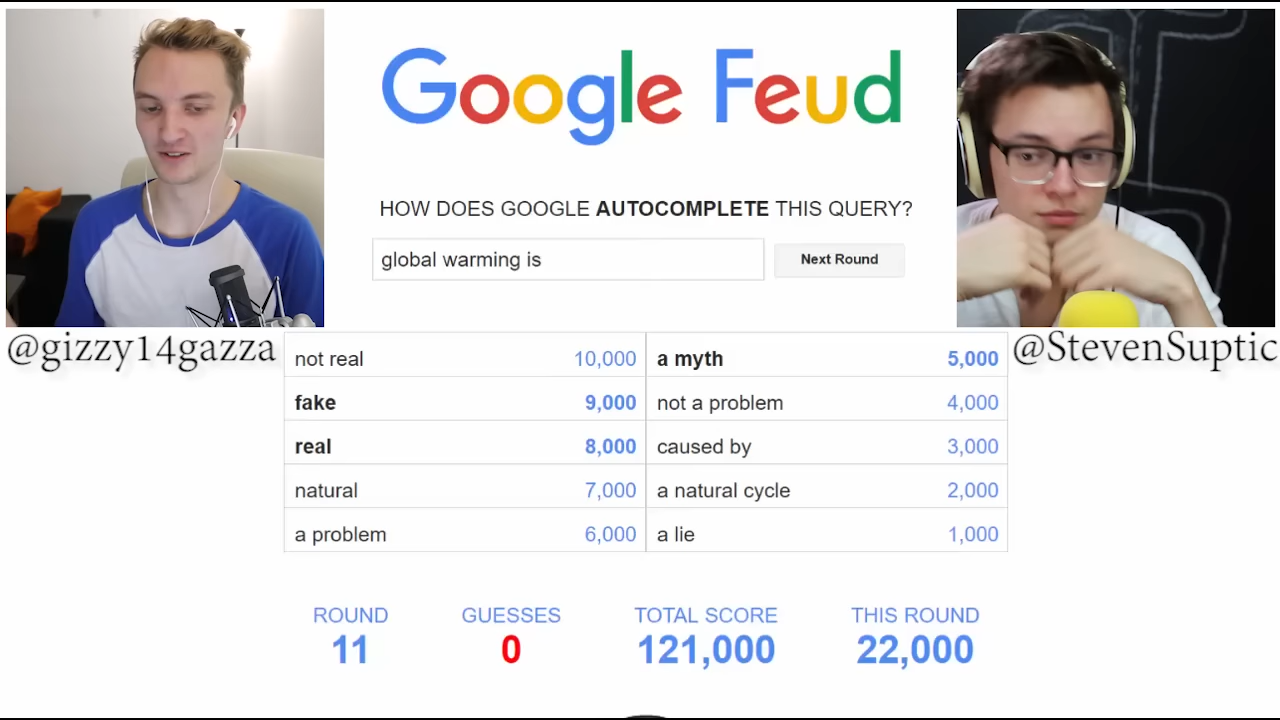 Google Feud
HOW DOES GOOGLE AUTOCOMPLETE THIS QUERY?
global warming is
Next Round
@gizzy14gazza
@StevenSuptic
not real 10,000
fake 9,000
real 8,000
natural 7,000
a problem 6,000
a myth 5,000
not a problem 4,000
caused by 3,000
a natural cycle 2,000
a lie 1,000
ROUND
11
GUESSES
0
TOTAL SCORE
121,000
THIS ROUND
22,000